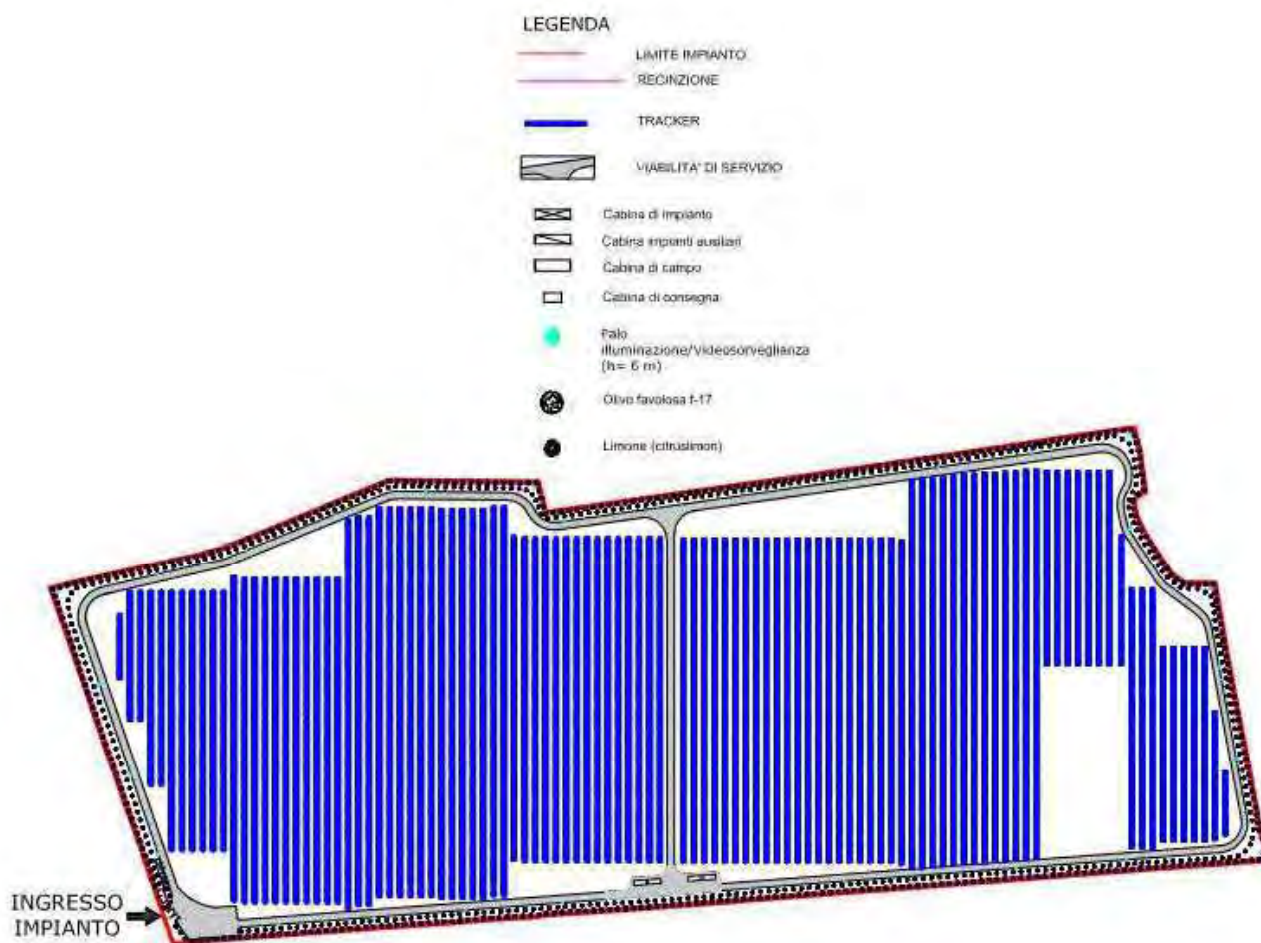 LEGENDA
LIMITE IMPIANTO
RECINZIONE
TRACKER
VIABILITA' DI SERVIZIO
Cabina di impianto
Cabina impianti ausiliari
Cabina di campo
Cabina di consegna
Palo
illuminazione/videosorveglianza
(h= 6 m)
Olivo favolosa f-17
Limone (citruslimon)
INGRESSO
IMPIANTO